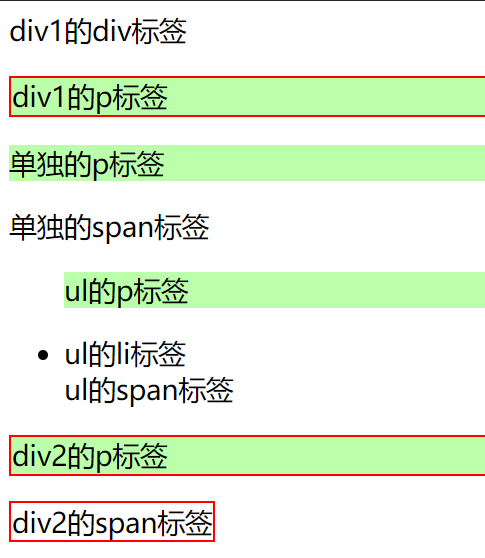 div1的div标签
div1的p标签
单独的p标签
单独的span标签
ul的p标签
ul的li标签
ul的span标签
div2的p标签
div2的span标签